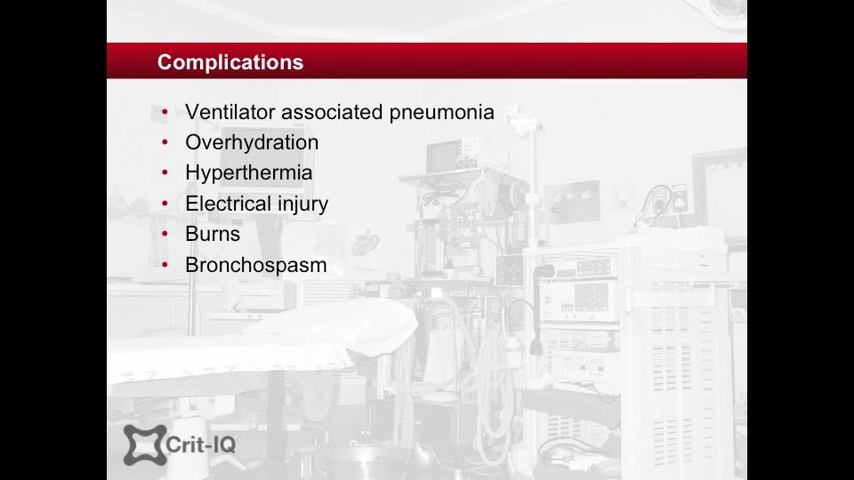 Complications
• Ventilator associated pneumonia
• Overhydration
• Hyperthermia
• Electrical injury
• Burns
• Bronchospasm
Crit-IQ